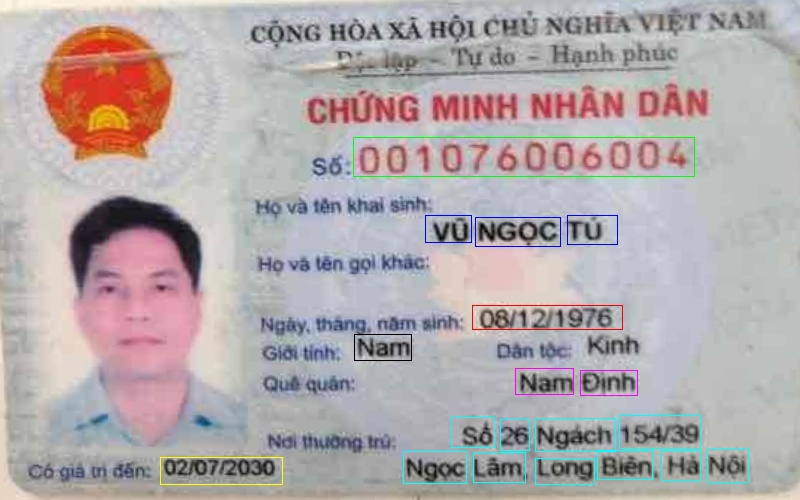 CỘNG HÒA XÃ HỘI CHỦ NGHĨA VIỆT NAM
Độc lập - Tự do - Hạnh phúc
CHỨNG MINH NHÂN DÂN
Số: 001076006004
Họ và tên khai sinh:
VŨ NGỌC TÚ
Họ và tên gọi khác:
Ngày, tháng, năm sinh: 08/12/1976
Giới tính: Nam Dân tộc: Kinh
Quê quán: Nam Định
Nơi thường trú: Số 26 Ngách 154/39
Có giá trị đến: 02/07/2030 Ngọc Lâm, Long Biên, Hà Nội